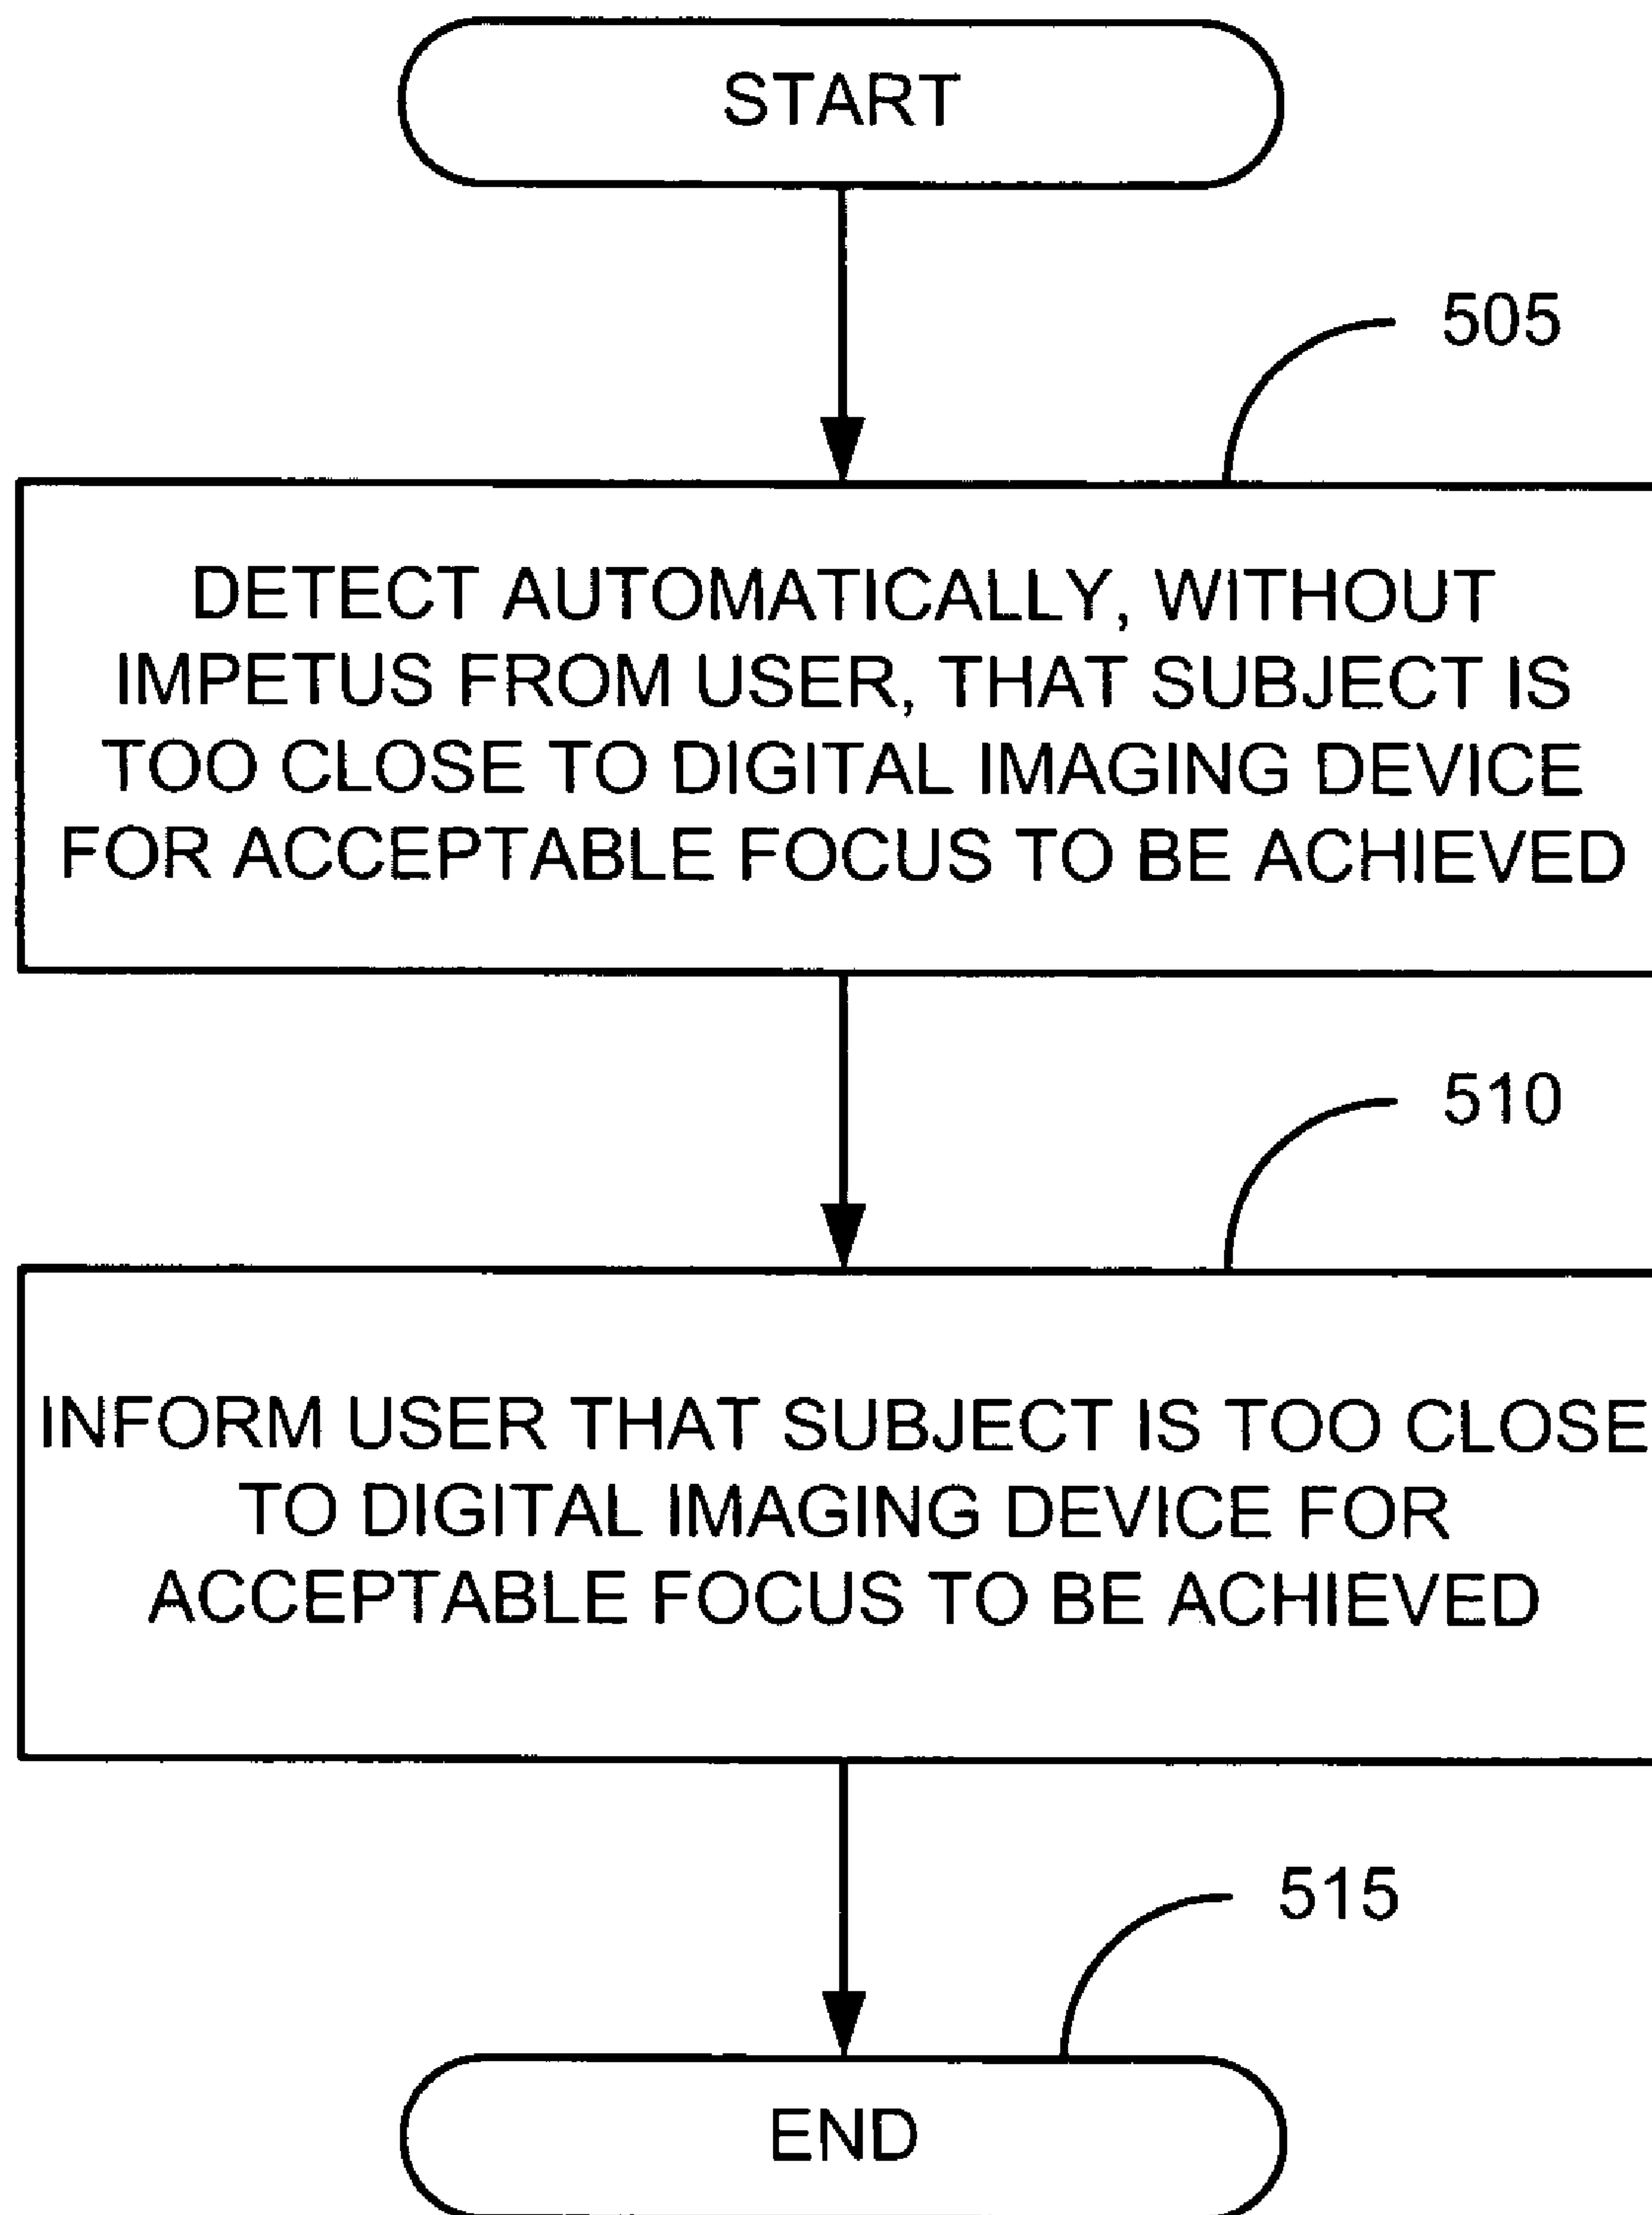 START
505
DETECT AUTOMATICALLY, WITHOUT
IMPETUS FROM USER, THAT SUBJECT IS
TOO CLOSE TO DIGITAL IMAGING DEVICE
FOR ACCEPTABLE FOCUS TO BE ACHIEVED
510
INFORM USER THAT SUBJECT IS TOO CLOSE
TO DIGITAL IMAGING DEVICE FOR
ACCEPTABLE FOCUS TO BE ACHIEVED
515
END